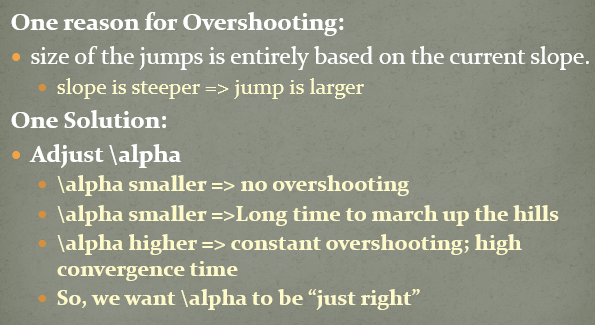 One reason for Overshooting:
size of the jumps is entirely based on the current slope.
slope is steeper => jump is larger
One Solution:
Adjust \alpha
\alpha smaller => no overshooting
\alpha smaller =>Long time to march up the hills
\alpha higher => constant overshooting; high
convergence time
So, we want \alpha to be “just right”